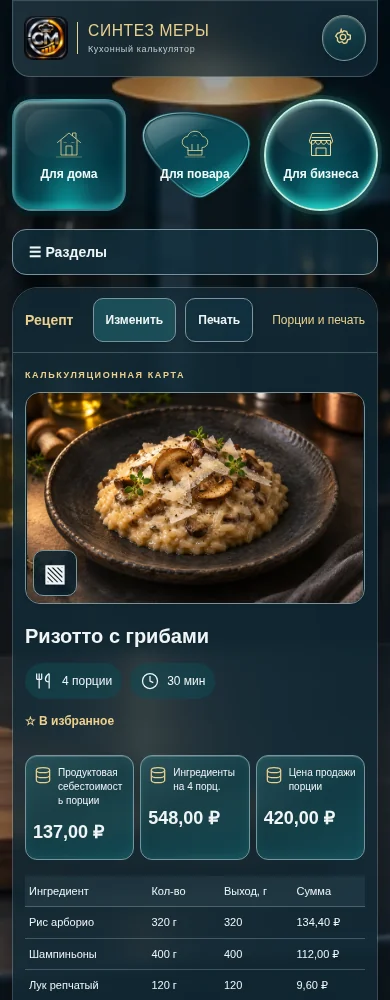 СМ
СИНТЕЗ МЕРЫ
Кухонный калькулятор
Для дома
Для повара
Для бизнеса
☰ Разделы
Рецепт
Изменить
Печать
Порции и печать
КАЛЬКУЛЯЦИОННАЯ КАРТА
Ризотто с грибами
4 порции
30 мин
☆ В избранное
Продуктовая
себестоимост
ь порции
137,00 ₽
Ингредиенты
на 4 порц.
548,00 ₽
Цена продажи
порции
420,00 ₽
Ингредиент Кол-во Выход, г Сумма
Рис арборио 320 г 320 134,40 ₽
Шампиньоны 400 г 400 112,00 ₽
Лук репчатый 120 г 120 9,60 ₽